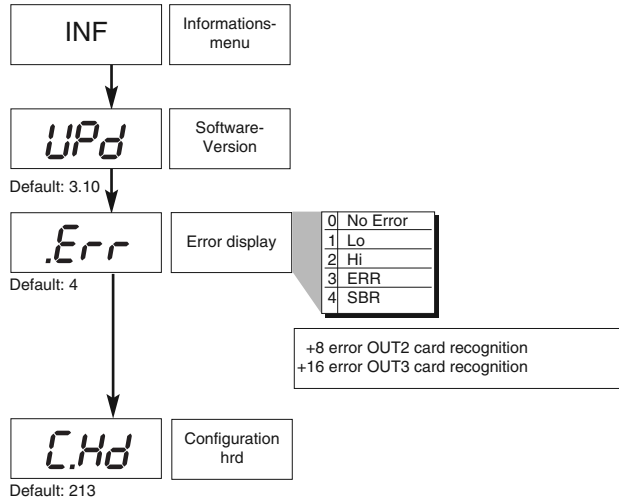 INF
Informations-
menu
UPd
Software-
Version
Default: 3.10
.Err
Error display
0 No Error
1 Lo
2 Hi
3 ERR
4 SBR
Default: 4
+8 error OUT2 card recognition
+16 error OUT3 card recognition
C.Hd
Configuration
hrd
Default: 213